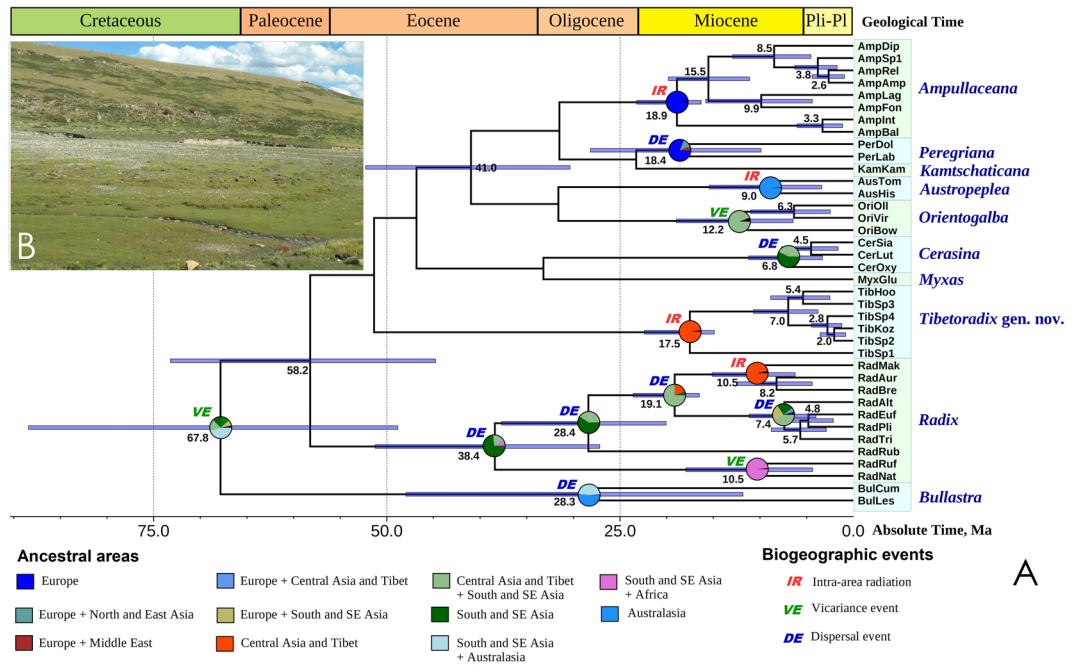 Cretaceous Paleocene Eocene Oligocene Miocene Pli-Pl Geological Time
B
AmpDip
AmpSp1
AmpRel
AmpAmp
AmpLag
AmpFon
AmpInt
AmpBal
PerDol
PerLab
KamKam
AusTom
AusHis
OriOll
OriVir
OriBow
CerSia
CerLut
CerOxy
MyxGlu
TibHoo
TibSp3
TibSp4
TibKoz
TibSp2
TibSp1
RadMak
RadAur
RadBre
RadAlt
RadEuf
RadPli
RadTri
RadRub
RadRuf
RadNat
BulCum
BulLes
Ampullaceana
Peregriana
Kamtschaticana
Austropeplea
Orientogalba
Cerasina
Myxas
Tibetoradix gen. nov.
Radix
Bullastra
8.5
15.5
3.8
2.6
IR
18.9
9.9
3.3
DE
18.4
41.0
IR
9.0
6.3
VE
12.2
4.5
DE
6.8
5.4
7.0
2.8
2.0
IR
17.5
58.2
IR
10.5
8.2
DE
19.1
DE
7.4
4.8
5.7
DE
28.4
VE
67.8
DE
38.4
VE
10.5
DE
28.3
75.0 50.0 25.0 0.0 Absolute Time, Ma
Ancestral areas
Europe
Europe + North and East Asia
Europe + Middle East
Europe + Central Asia and Tibet
Europe + South and SE Asia
Central Asia and Tibet
Central Asia and Tibet
+ South and SE Asia
South and SE Asia
South and SE Asia
+ Australasia
South and SE Asia
+ Africa
Australasia
Biogeographic events
IR Intra-area radiation
VE Vicariance event
DE Dispersal event
A